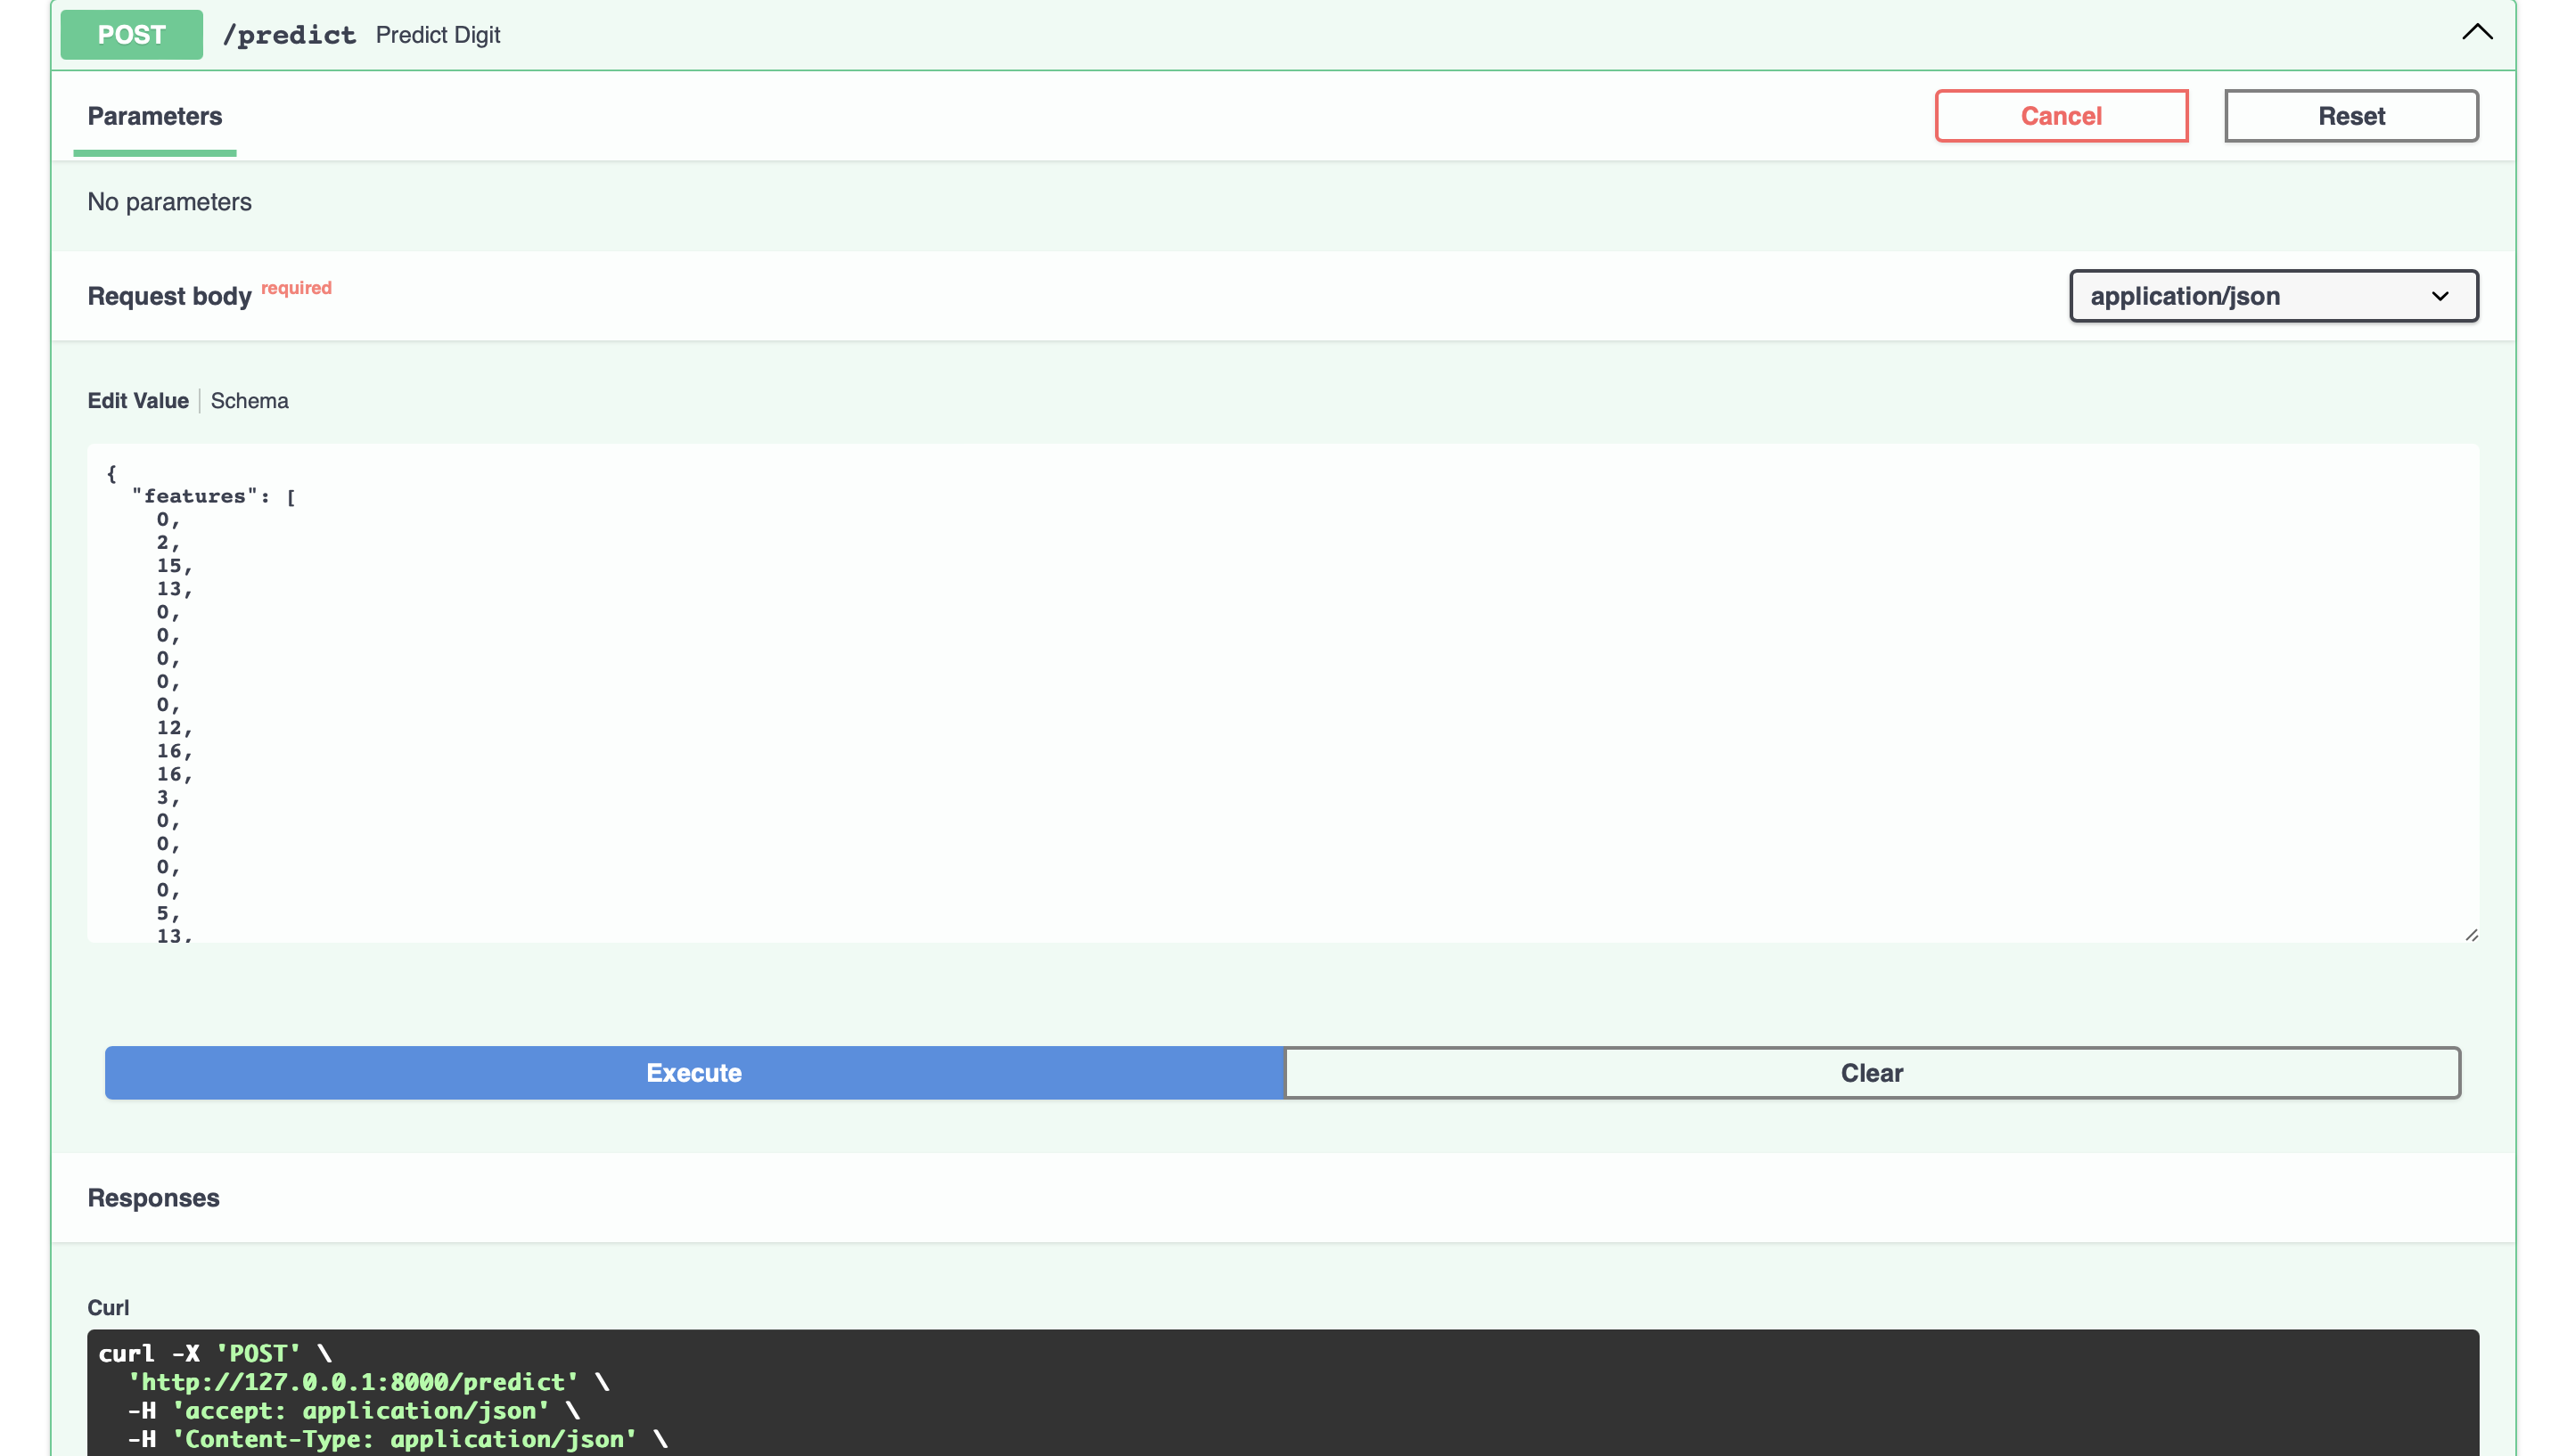 POST /predict Predict Digit
Parameters
Cancel
Reset
No parameters
Request body required
application/json
Edit Value | Schema
{
  "features": [
    0,
    2,
    15,
    13,
    0,
    0,
    0,
    0,
    0,
    12,
    16,
    16,
    3,
    0,
    0,
    0,
    0,
    5,
    13,
Execute
Clear
Responses
Curl
curl -X 'POST' \
  'http://127.0.0.1:8000/predict' \
  -H 'accept: application/json' \
  -H 'Content-Type: application/json' \